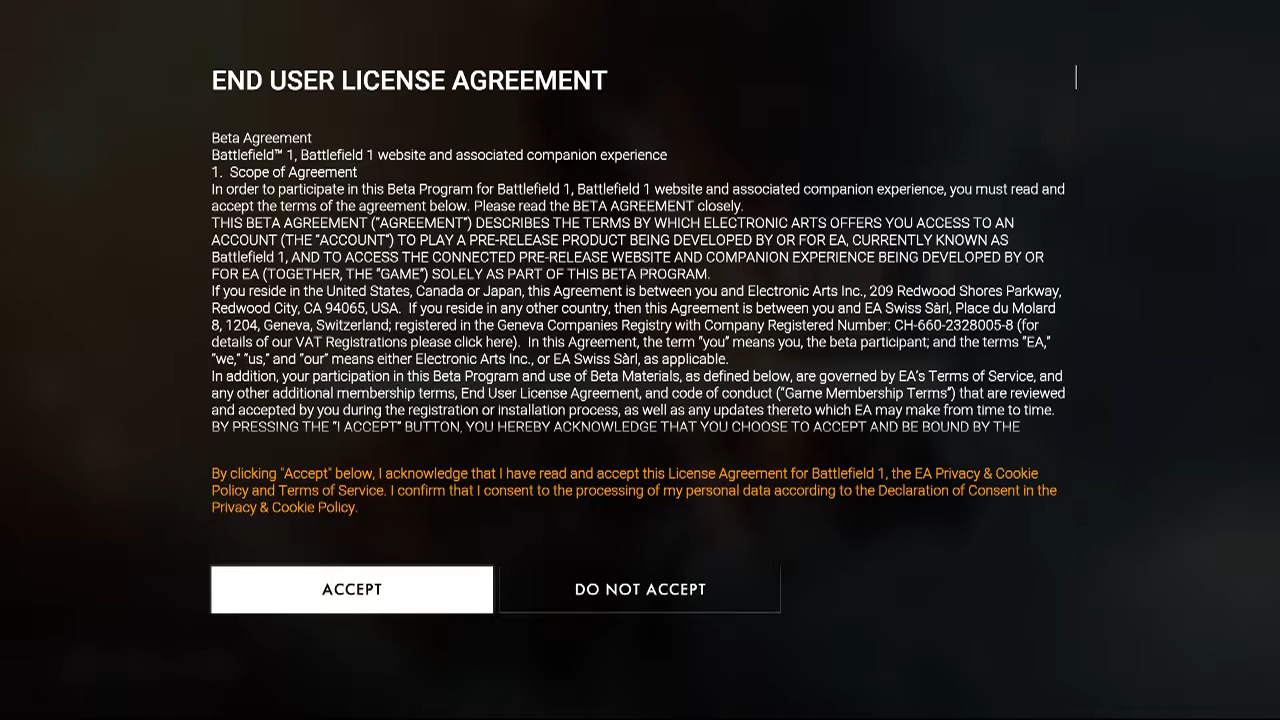 END USER LICENSE AGREEMENT
Beta Agreement
Battlefield™ 1, Battlefield 1 website and associated companion experience
1.  Scope of Agreement
In order to participate in this Beta Program for Battlefield 1, Battlefield 1 website and associated companion experience, you must read and
accept the terms of the agreement below. Please read the BETA AGREEMENT closely.
THIS BETA AGREEMENT ("AGREEMENT") DESCRIBES THE TERMS BY WHICH ELECTRONIC ARTS OFFERS YOU ACCESS TO AN
ACCOUNT (THE "ACCOUNT") TO PLAY A PRE-RELEASE PRODUCT BEING DEVELOPED BY OR FOR EA, CURRENTLY KNOWN AS
Battlefield 1, AND TO ACCESS THE CONNECTED PRE-RELEASE WEBSITE AND COMPANION EXPERIENCE BEING DEVELOPED BY OR
FOR EA (TOGETHER, THE "GAME") SOLELY AS PART OF THIS BETA PROGRAM.
If you reside in the United States, Canada or Japan, this Agreement is between you and Electronic Arts Inc., 209 Redwood Shores Parkway,
Redwood City, CA 94065, USA.  If you reside in any other country, then this Agreement is between you and EA Swiss Sàrl, Place du Molard
8, 1204, Geneva, Switzerland; registered in the Geneva Companies Registry with Company Registered Number: CH-660-2328005-8 (for
details of our VAT Registrations please click here).  In this Agreement, the term "you" means you, the beta participant; and the terms "EA,"
"we," "us," and "our" means either Electronic Arts Inc., or EA Swiss Sàrl, as applicable.
In addition, your participation in this Beta Program and use of Beta Materials, as defined below, are governed by EA's Terms of Service, and
any other additional membership terms, End User License Agreement, and code of conduct ("Game Membership Terms") that are reviewed
and accepted by you during the registration or installation process, as well as any updates thereto which EA may make from time to time.
BY PRESSING THE "I ACCEPT" BUTTON, YOU HEREBY ACKNOWLEDGE THAT YOU CHOOSE TO ACCEPT AND BE BOUND BY THE
By clicking "Accept" below, I acknowledge that I have read and accept this License Agreement for Battlefield 1, the EA Privacy & Cookie
Policy and Terms of Service. I confirm that I consent to the processing of my personal data according to the Declaration of Consent in the
Privacy & Cookie Policy.
ACCEPT
DO NOT ACCEPT